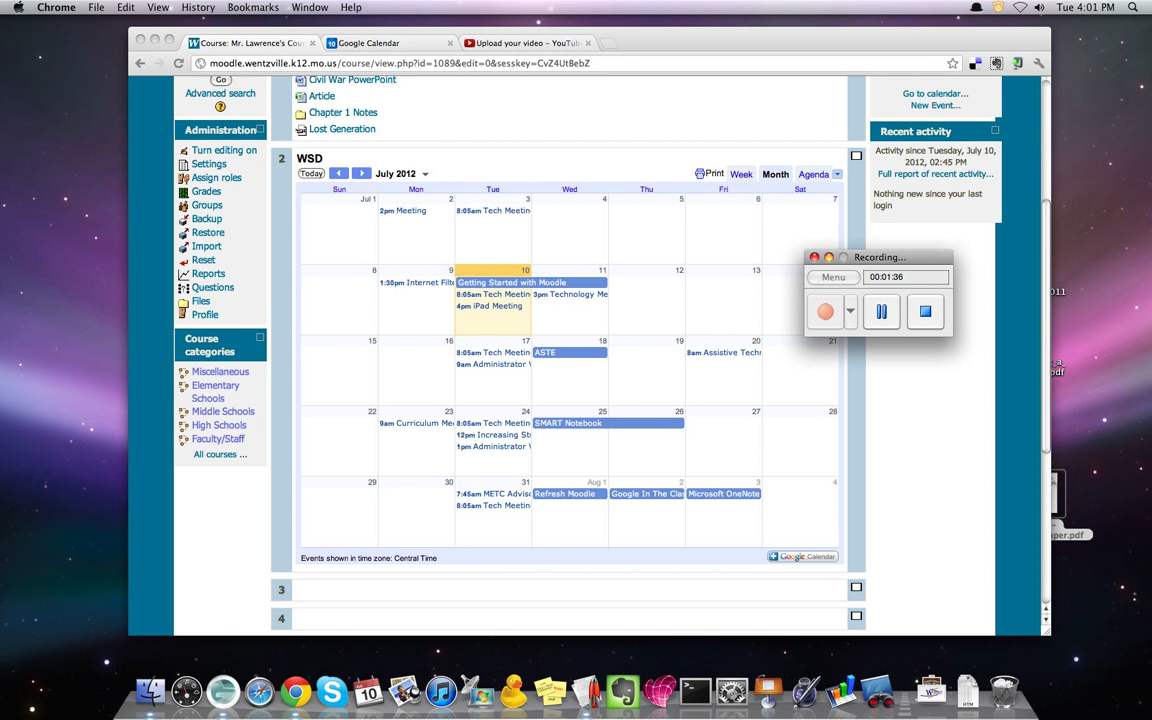 Chrome File Edit View History Bookmarks Window Help
Tue 4:01 PM
Course: Mr. Lawrence's Cou
Google Calendar
Upload your video - YouTu
moodle.wentzville.k12.mo.us/course/view.php?id=1089&edit=0&sesskey=CvZ4UtBebZ
Go
Advanced search
Administration
Turn editing on
Settings
Assign roles
Grades
Groups
Backup
Restore
Import
Reset
Reports
Questions
Files
Profile
Course
categories
Miscellaneous
Elementary
Schools
Middle Schools
High Schools
Faculty/Staff
All courses ...
Civil War PowerPoint
Article
Chapter 1 Notes
Lost Generation
2
WSD
Today
July 2012
Print Week Month Agenda
Sun Mon Tue Wed Thu Fri Sat
Jul 1 2 3 4 5 6 7
2pm Meeting
8:05am Tech Meetin
8 9 10 11 12 13
Getting Started with Moodle
1:30pm Internet Filt
8:05am Tech Meetin
3pm Technology Me
4pm iPad Meeting
15 16 17 18 19 20 21
8:05am Tech Meetin
ASTE
8am Assistive Techr
9am Administrator
22 23 24 25 26 27 28
9am Curriculum Me
8:05am Tech Meetin
SMART Notebook
12pm Increasing St
1pm Administrator
29 30 31 Aug 1 2 3 4
7:45am METC Adviso
Refresh Moodle
Google In The Cla
Microsoft OneNote
8:05am Tech Meetin
Events shown in time zone: Central Time
Google Calendar
3
4
Go to calendar...
New Event...
Recent activity
Activity since Tuesday, July 10,
2012, 02:45 PM
Full report of recent activity...
Nothing new since your last
login
Recording...
Menu
00:01:36
011
_a_
pdf
aper.pdf
JUL
10